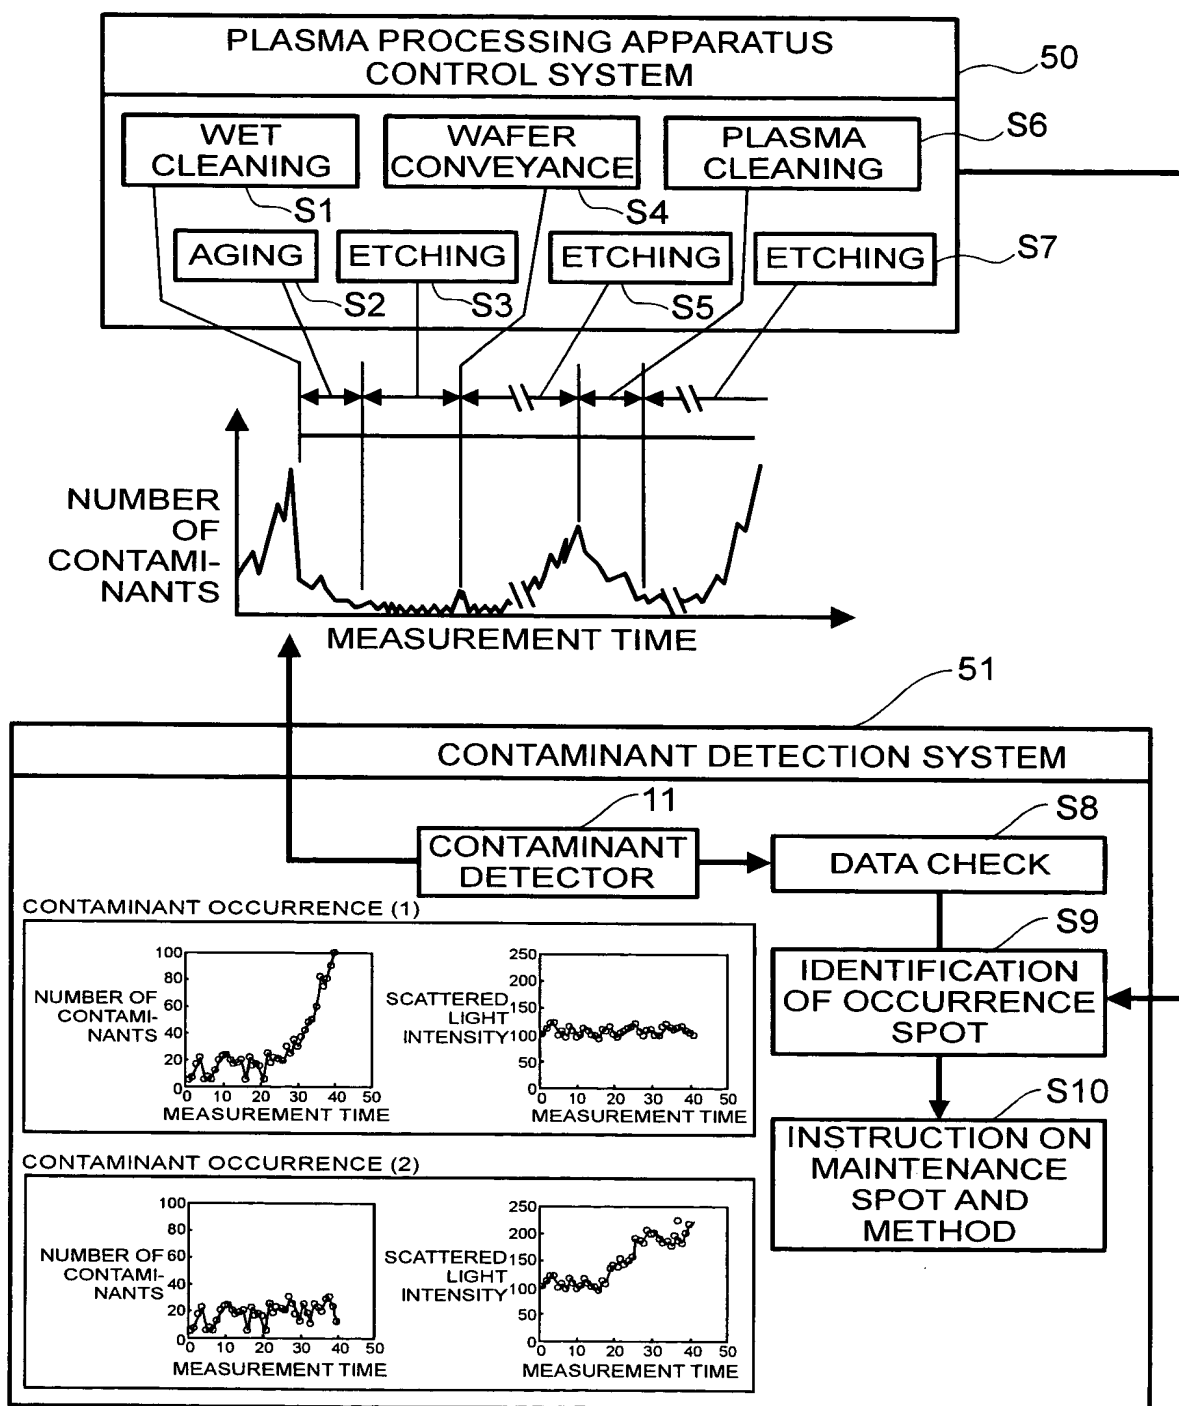 PLASMA PROCESSING APPARATUS
CONTROL SYSTEM
50
WET
CLEANING
WAFER
CONVEYANCE
PLASMA
CLEANING
S6
S1
S4
AGING
ETCHING
ETCHING
ETCHING
S7
S2
S3
S5
NUMBER
OF
CONTAMI-
NANTS
MEASUREMENT TIME
51
CONTAMINANT DETECTION SYSTEM
11
S8
CONTAMINANT
DETECTOR
DATA CHECK
S9
IDENTIFICATION
OF OCCURRENCE
SPOT
S10
INSTRUCTION ON
MAINTENANCE
SPOT AND
METHOD
CONTAMINANT OCCURRENCE (1)
NUMBER OF
CONTAMI-
NANTS
100
80
60
40
20
0
0 10 20 30 40 50
MEASUREMENT TIME
SCATTERED
LIGHT
INTENSITY
250
200
150
100
50
0
0 10 20 30 40 50
MEASUREMENT TIME
CONTAMINANT OCCURRENCE (2)
NUMBER OF
CONTAMI-
NANTS
100
80
60
40
20
0
0 10 20 30 40 50
MEASUREMENT TIME
SCATTERED
LIGHT
INTENSITY
250
200
150
100
50
0
0 10 20 30 40 50
MEASUREMENT TIME